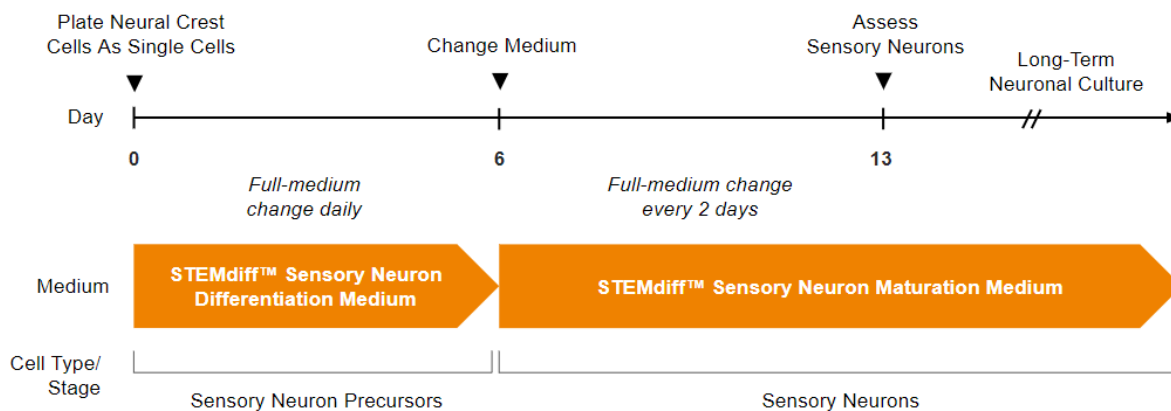 Plate Neural Crest
Cells As Single Cells
Change Medium
Assess
Sensory Neurons
Long-Term
Neuronal Culture
Day
0
6
13
Full-medium
change daily
Full-medium change
every 2 days
Medium
STEMdiff™ Sensory Neuron
Differentiation Medium
STEMdiff™ Sensory Neuron Maturation Medium
Cell Type/
Stage
Sensory Neuron Precursors
Sensory Neurons